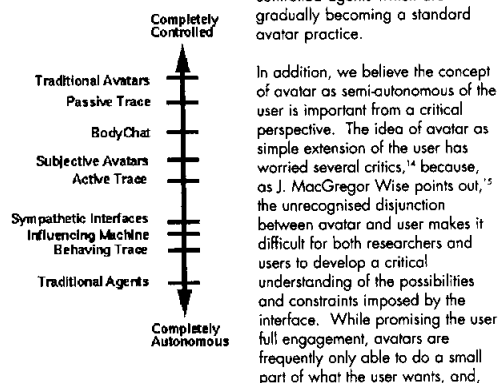 Completely
Controlled
Traditional Avatars
Passive Trace
BodyChat
Subjective Avatars
Active Trace
Sympathetic Interfaces
Influencing Machine
Behaving Trace
Traditional Agents
Completely
Autonomous
controlled agents which are
gradually becoming a standard
avatar practice.
In addition, we believe the concept
of avatar as semi-autonomous of the
user is important from a critical
perspective. The idea of avatar as
simple extension of the user has
worried several critics,¹⁴ because,
as J. MacGregor Wise points out,¹⁵
the unrecognised disjunction
between avatar and user makes it
difficult for both researchers and
users to develop a critical
understanding of the possibilities
and constraints imposed by the
interface. While promising the user
full engagement, avatars are
frequently only able to do a small
part of what the user wants, and,